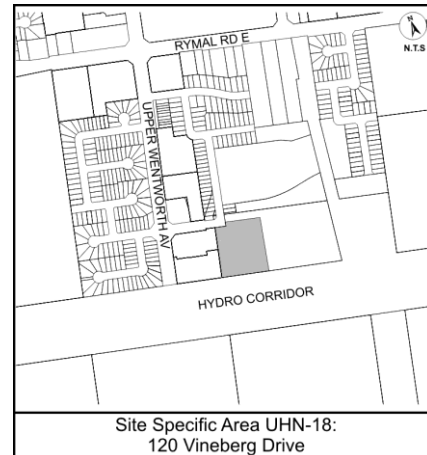 RYMAL RD E
N
N.T.S
UPPER WENTWORTH AV
HYDRO CORRIDOR
Site Specific Area UHN-18:
120 Vineberg Drive